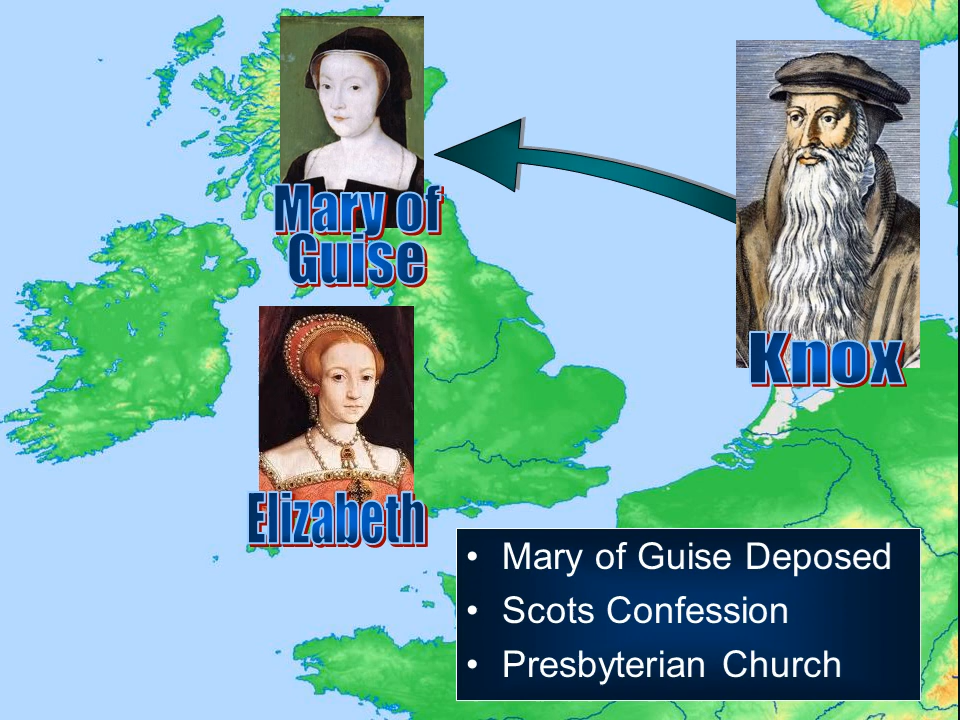 Mary of
Guise
Knox
Elizabeth
• Mary of Guise Deposed
• Scots Confession
• Presbyterian Church